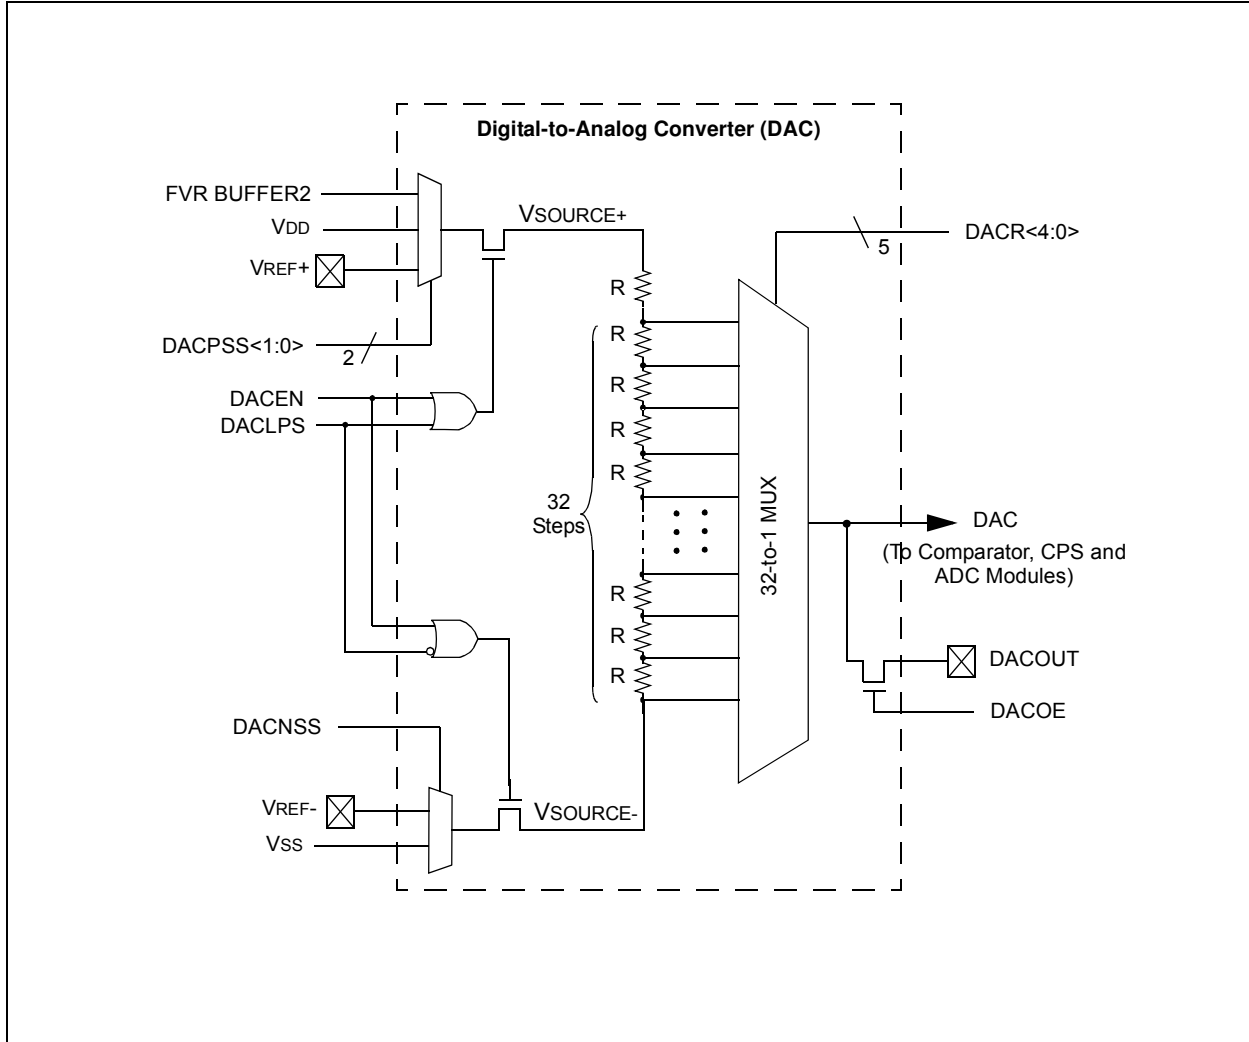 Digital-to-Analog Converter (DAC)
FVR BUFFER2
VDD
VREF+
VSOURCE+
DACR<4:0>
5
DACPSS<1:0>
2
DACEN
DACLPS
R
R
R
R
R
32
Steps
32-to-1 MUX
DAC
(To Comparator, CPS and
ADC Modules)
R
R
R
DACOUT
DACOE
DACNSS
VREF-
VSOURCE-
VSS